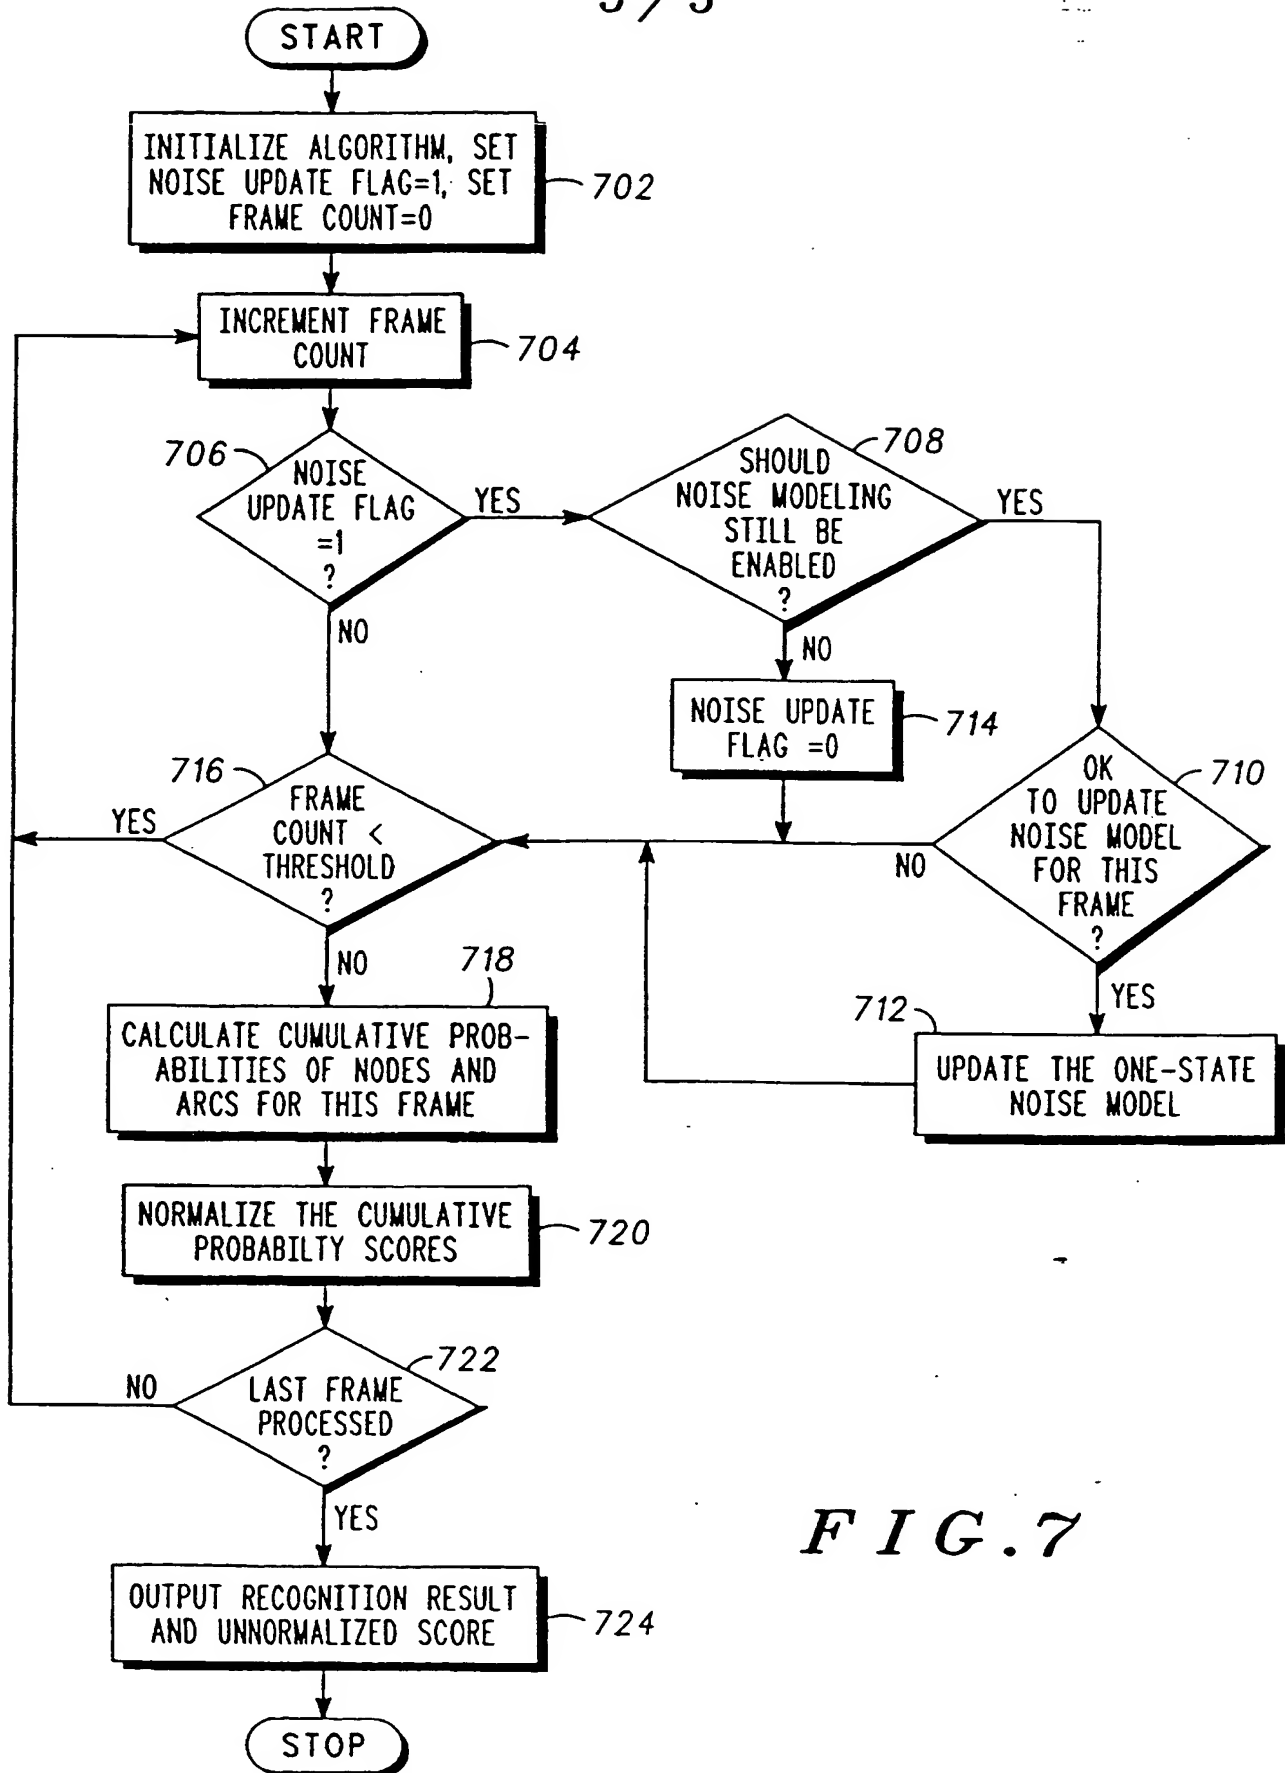 5/5
START
INITIALIZE ALGORITHM, SET
NOISE UPDATE FLAG=1, SET
FRAME COUNT=0
702
INCREMENT FRAME
COUNT
704
706
NOISE
UPDATE FLAG
=1
?
YES
NO
708
SHOULD
NOISE MODELING
STILL BE
ENABLED
?
YES
NO
NOISE UPDATE
FLAG =0
714
710
OK
TO UPDATE
NOISE MODEL
FOR THIS
FRAME
?
NO
YES
712
UPDATE THE ONE-STATE
NOISE MODEL
716
FRAME
COUNT <
THRESHOLD
?
YES
NO
718
CALCULATE CUMULATIVE PROB-
ABILITIES OF NODES AND
ARCS FOR THIS FRAME
NORMALIZE THE CUMULATIVE
PROBABILTY SCORES
720
722
LAST FRAME
PROCESSED
?
NO
YES
OUTPUT RECOGNITION RESULT
AND UNNORMALIZED SCORE
724
STOP
FIG.7